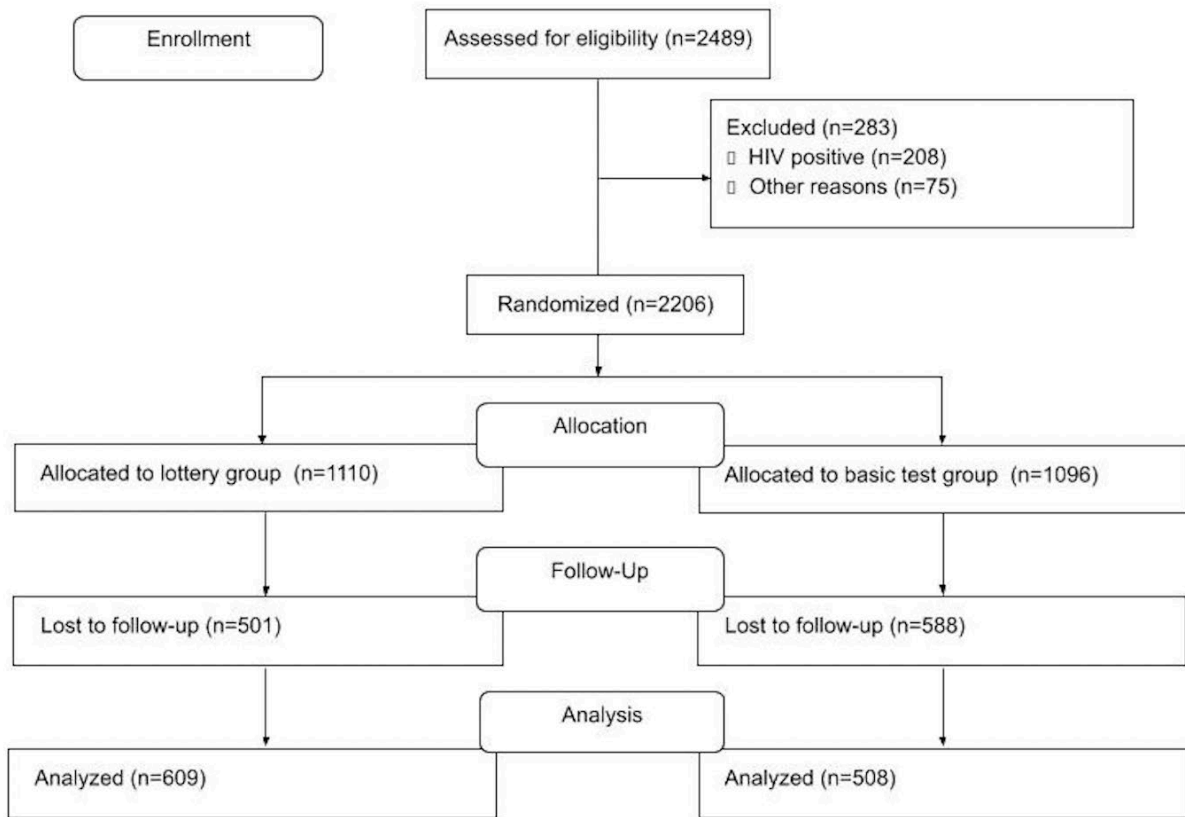 Enrollment
Assessed for eligibility (n=2489)
Excluded (n=283)
▯ HIV positive (n=208)
▯ Other reasons (n=75)
Randomized (n=2206)
Allocation
Allocated to lottery group (n=1110)
Allocated to basic test group (n=1096)
Follow-Up
Lost to follow-up (n=501)
Lost to follow-up (n=588)
Analysis
Analyzed (n=609)
Analyzed (n=508)